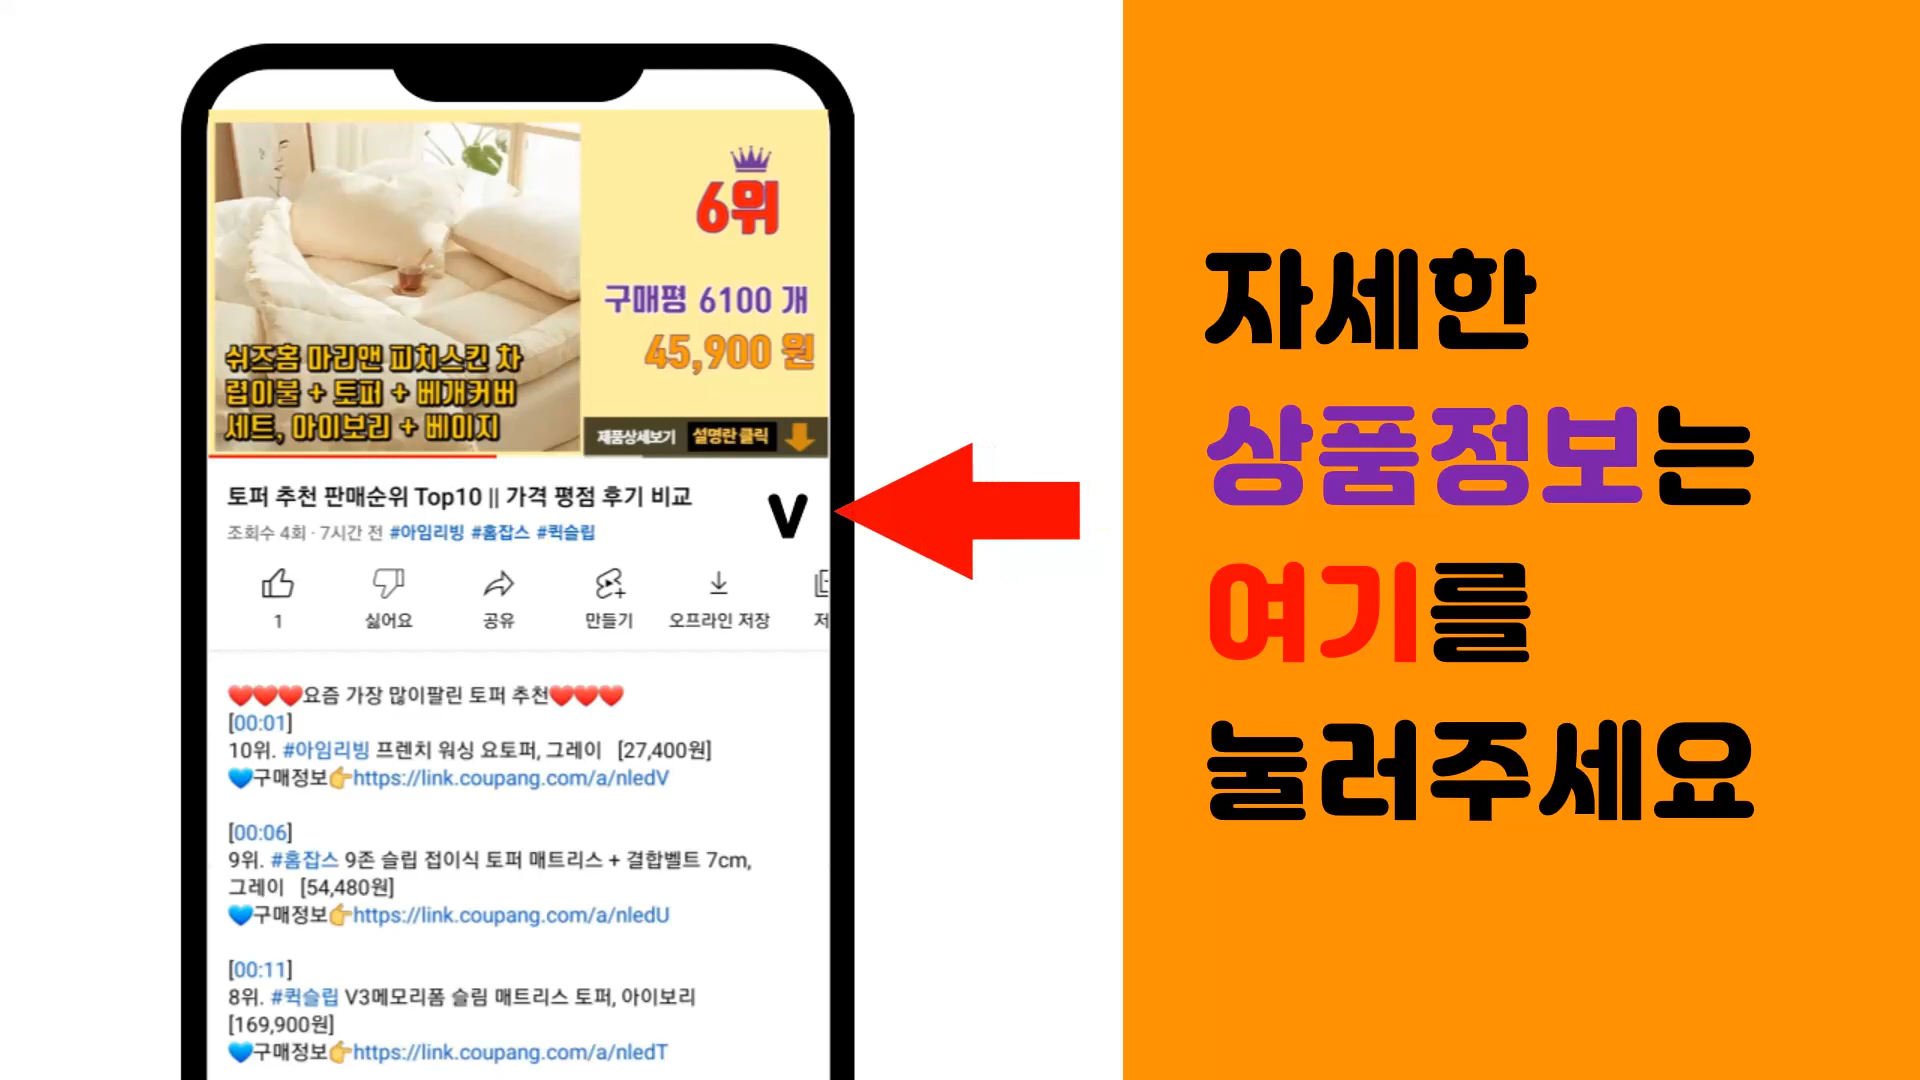 6위
구매평 6100 개
45,900 원
쉬즈홈 마리앤 피치스킨 차
렵이불 + 토퍼 + 베개커버
세트, 아이보리 + 베이지
제품상세보기 설명란 클릭
토퍼 추천 판매순위 Top10 || 가격 평점 후기 비교
V
조회수 4회 · 7시간 전 #아임리빙 #홈잡스 #퀵슬립
1 싫어요 공유 만들기 오프라인 저장 저
❤️❤️❤️요즘 가장 많이팔린 토퍼 추천❤️❤️❤️
[00:01]
10위. #아임리빙 프렌치 워싱 요토퍼, 그레이 [27,400원]
💙구매정보👉https://link.coupang.com/a/nledV
[00:06]
9위. #홈잡스 9존 슬립 접이식 토퍼 매트리스 + 결합벨트 7cm,
그레이 [54,480원]
💙구매정보👉https://link.coupang.com/a/nledU
[00:11]
8위. #퀵슬립 V3메모리폼 슬림 매트리스 토퍼, 아이보리
[169,900원]
💙구매정보👉https://link.coupang.com/a/nledT
자세한
상품정보는
여기를
눌러주세요